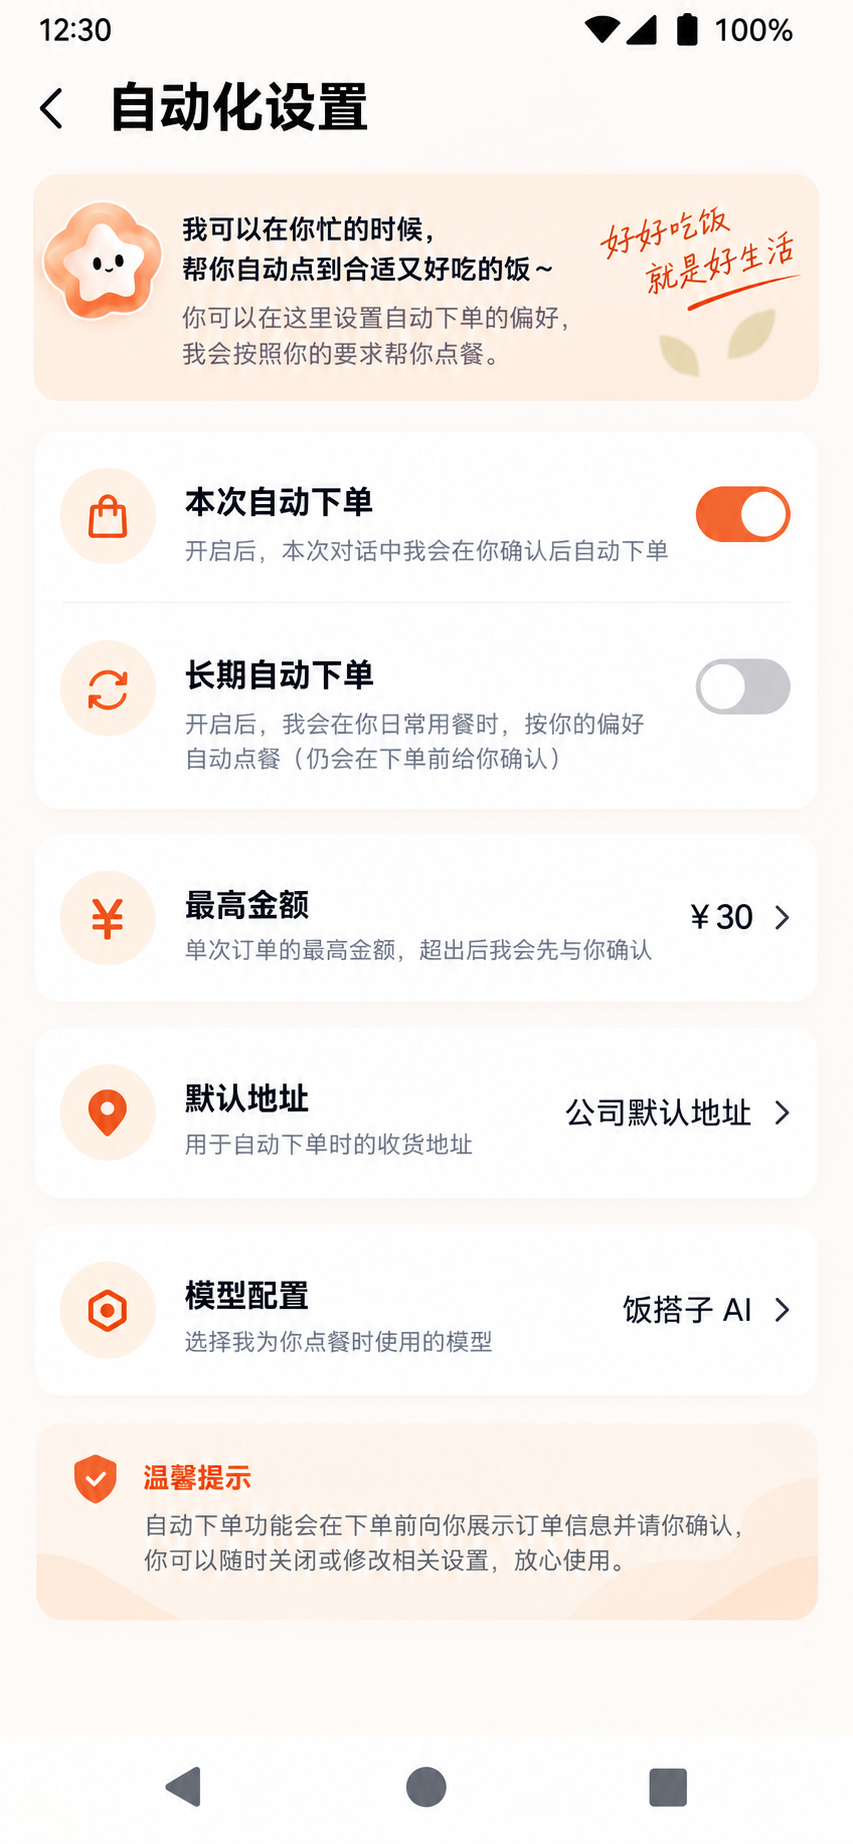 12:30
100%
自动化设置
我可以在你忙的时候，
帮你自动点到合适又好吃的饭～
你可以在这里设置自动下单的偏好，
我会按照你的要求帮你点餐。
好好吃饭
就是好生活
本次自动下单
开启后，本次对话中我会在你确认后自动下单
长期自动下单
开启后，我会在你日常用餐时，按你的偏好
自动点餐（仍会在下单前给你确认）
¥
最高金额
单次订单的最高金额，超出后我会先与你确认
¥30
默认地址
用于自动下单时的收货地址
公司默认地址
模型配置
选择我为你点餐时使用的模型
饭搭子 AI
温馨提示
自动下单功能会在下单前向你展示订单信息并请你确认，
你可以随时关闭或修改相关设置，放心使用。